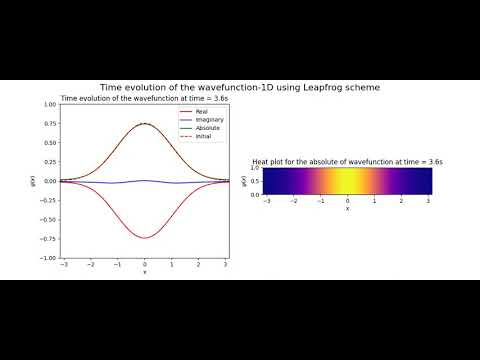 Time evolution of the wavefunction-1D using Leapfrog scheme
Time evolution of the wavefunction at time = 3.6s
1.00
0.75
0.50
0.25
0.00
−0.25
−0.50
−0.75
−1.00
ψ(x)
−3 −2 −1 0 1 2 3
x
Real
Imaginary
Absolute
Initial
Heat plot for the absolute of wavefunction at time = 3.6s
1.0
0.5
0.0
ψ(x)
−3 −2 −1 0 1 2 3
x